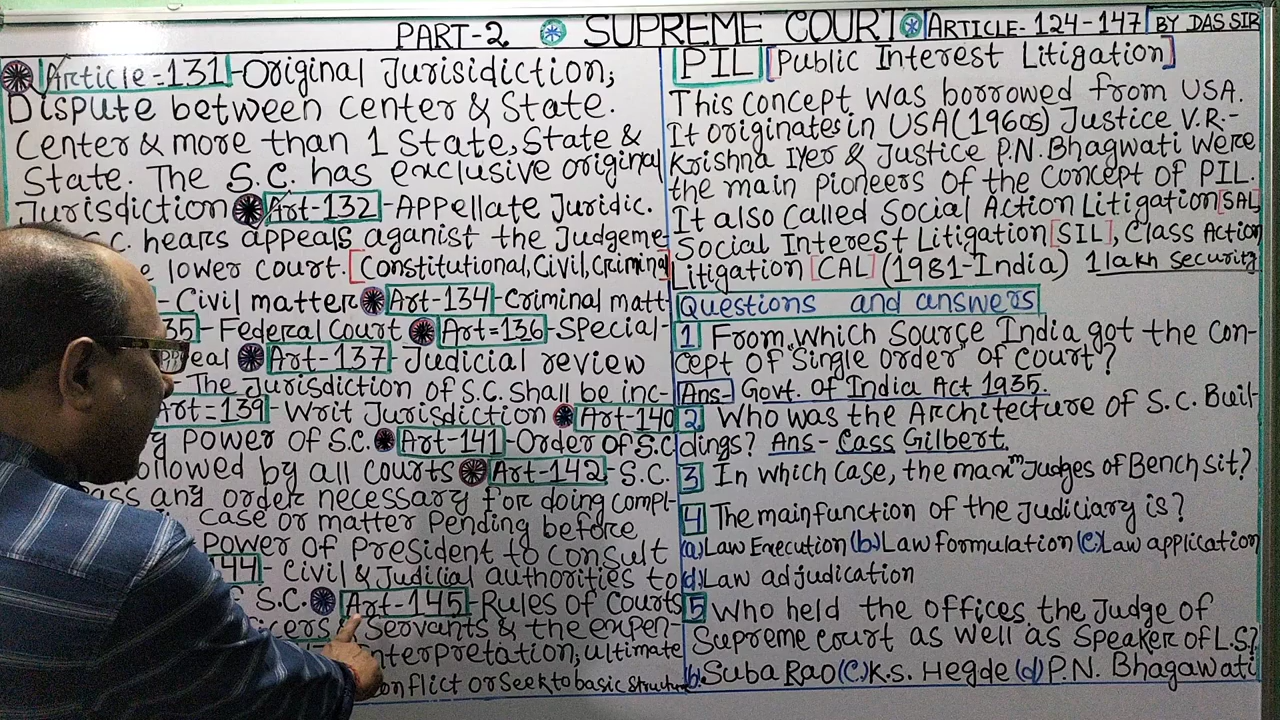 PART-2 SUPREME COURT ARTICLE- 124-147 BY DAS SIR
Article=131-Original Jurisidiction;
Dispute between center & State.
Center & more than 1 State, State &
State. The S.C. has exclusive original
Jurisdiction Art-132-Appellate Juridic.
S.C. hears appeals aganist the Judgeme
lower court. [Constitutional, Civil, Criminal]
- Civil matter Art-134-Criminal matt-
35- Federal Court Art=136-Special-
eal Art-137-Judicial review
-The Jurisdiction of S.C. Shall be inc-
Art=139-Writ Jurisdiction Art-140
g power of S.C. Art-141-Order of S.C
ollowed by all courts Art-142-S.C.
ass any order necessary for doing compl-
case or matter pending before
power of President to consult
44- Civil & Judicial authorities to
S.C. Art-145-Rules of Courts
icers & Servants & the expen-
nterpretation, ultimate
onflict or seek to basic structure
PIL [Public Interest Litigation]
This concept was borrowed from USA.
It originates in USA (1960s) Justice V.R.-
Krishna Iyer & Justice P.N. Bhagwati were
the main pioneers of the concept of PIL.
It also called Social Action Litigation [SAL]
Social Interest Litigation [SIL], Class Action
Litigation [CAL] (1981-India) 1 lakh security
Questions and answers
1 From which source India got the con-
cept of "Single order" of court?
Ans- Govt. of India Act 1935.
2 Who was the Architecture of S.C. Buil-
dings? Ans- Cass Gilbert.
3 In which case, the maxm Judges of Bench sit?
4 The main function of the judiciary is?
(a) Law Execution (b) Law formulation (c) Law application
(d) Law adjudication
5 Who held the offices the Judge of
Supreme court as well as speaker of L.S?
(b) Suba Rao (c) K.S. Hegde (d) P.N. Bhagawati